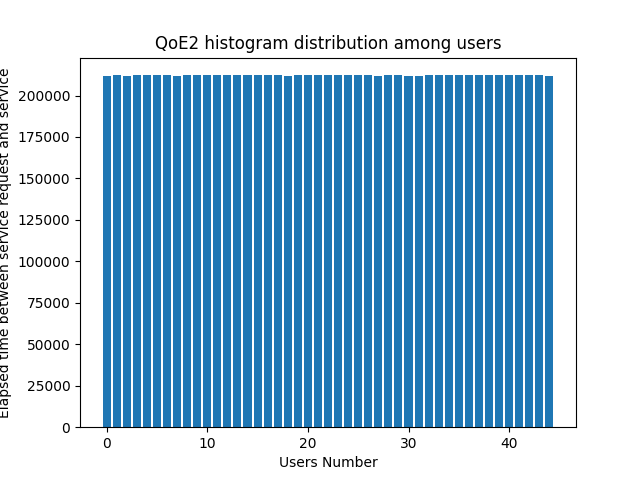 QoE2 histogram distribution among users
Elapsed time between service request and service
200000
175000
150000
125000
100000
75000
50000
25000
0
0 10 20 30 40
Users Number